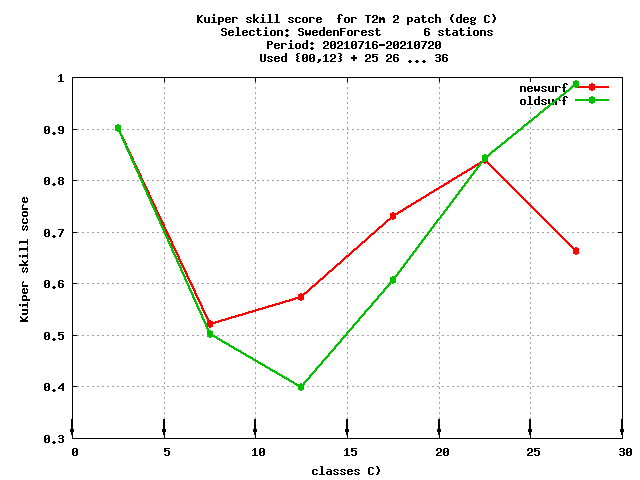 Kuiper skill score  for T2m 2 patch (deg C)
Selection: SwedenForest      6 stations
Period: 20210716-20210720
Used {00,12} + 25 26 ... 36
newsurf
oldsurf
1
0.9
0.8
0.7
0.6
0.5
0.4
0.3
Kuiper skill score
0 5 10 15 20 25 30
classes C)